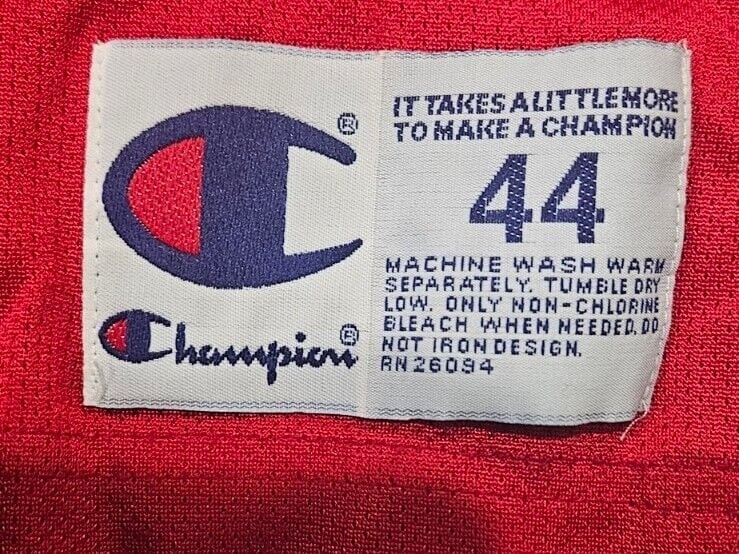 ®
Champion®
IT TAKES A LITTLE MORE
TO MAKE A CHAMPION
44
MACHINE WASH WARM
SEPARATELY. TUMBLE DRY
LOW. ONLY NON-CHLORINE
BLEACH WHEN NEEDED. DO
NOT IRON DESIGN.
RN 26094